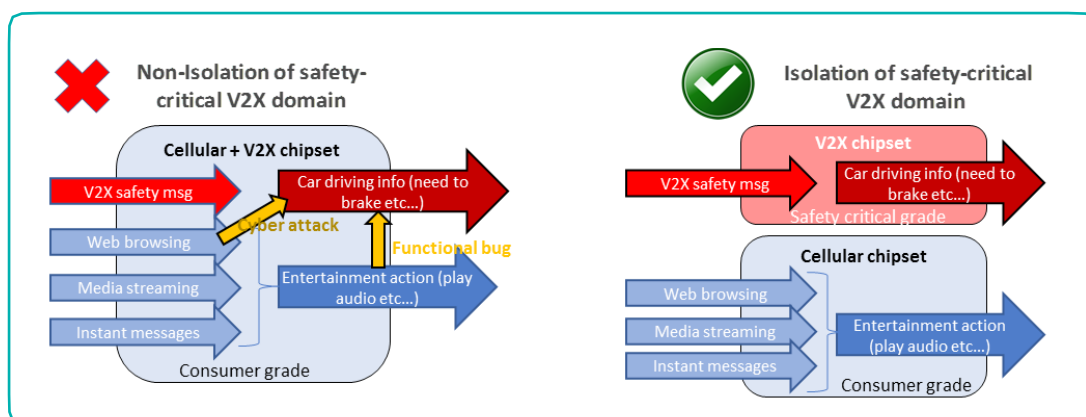 Non-Isolation of safety-
critical V2X domain
Cellular + V2X chipset
V2X safety msg
Car driving info (need to
brake etc...)
Cyber attack
Web browsing
Functional bug
Entertainment action (play
audio etc...)
Media streaming
Instant messages
Consumer grade
Isolation of safety-critical
V2X domain
V2X chipset
V2X safety msg
Car driving info (need to
brake etc...)
Safety critical grade
Cellular chipset
Web browsing
Media streaming
Entertainment action
(play audio etc...)
Instant messages
Consumer grade